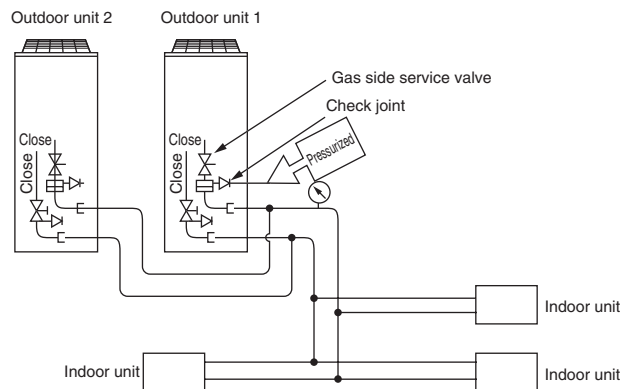 Outdoor unit 2
Outdoor unit 1
Gas side service valve
Check joint
Close
Close
Close
Close
Pressurized
Indoor unit
Indoor unit
Indoor unit